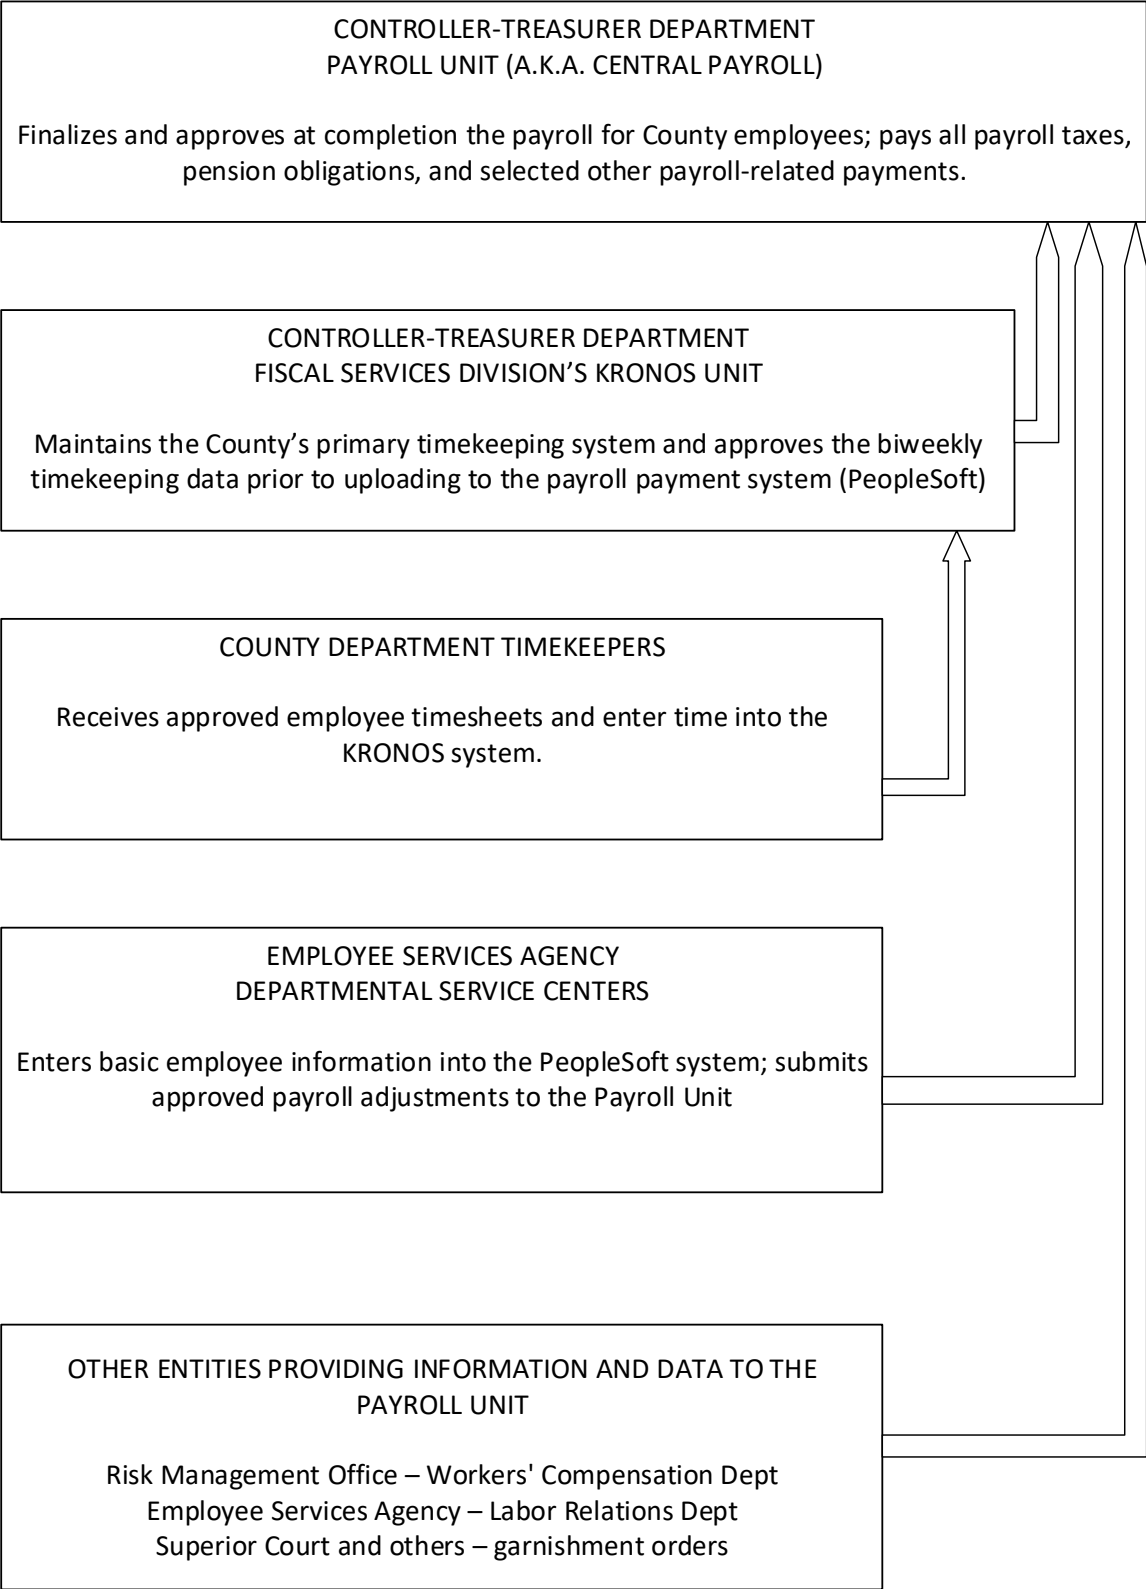 CONTROLLER-TREASURER DEPARTMENT
PAYROLL UNIT (A.K.A. CENTRAL PAYROLL)
Finalizes and approves at completion the payroll for County employees; pays all payroll taxes,
pension obligations, and selected other payroll-related payments.
CONTROLLER-TREASURER DEPARTMENT
FISCAL SERVICES DIVISION’S KRONOS UNIT
Maintains the County’s primary timekeeping system and approves the biweekly
timekeeping data prior to uploading to the payroll payment system (PeopleSoft)
COUNTY DEPARTMENT TIMEKEEPERS
Receives approved employee timesheets and enter time into the
KRONOS system.
EMPLOYEE SERVICES AGENCY
DEPARTMENTAL SERVICE CENTERS
Enters basic employee information into the PeopleSoft system; submits
approved payroll adjustments to the Payroll Unit
OTHER ENTITIES PROVIDING INFORMATION AND DATA TO THE
PAYROLL UNIT
Risk Management Office – Workers' Compensation Dept
Employee Services Agency – Labor Relations Dept
Superior Court and others – garnishment orders